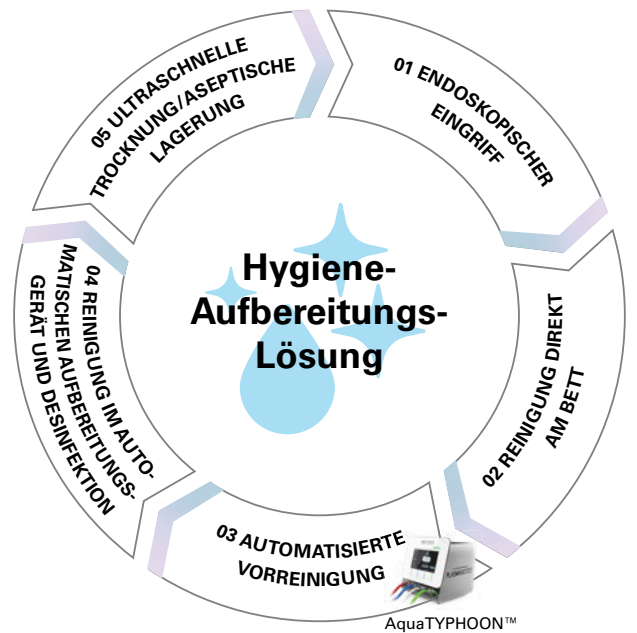 Hygiene-
Aufbereitungs-
Lösung
01 ENDOSKOPISCHER
EINGRIFF
02 REINIGUNG DIREKT
AM BETT
03 AUTOMATISIERTE
VORREINIGUNG
AquaTYPHOON™
04 REINIGUNG IM AUTO-
MATISCHEN AUFBEREITUNGS-
GERÄT UND DESINFEKTION
05 ULTRASCHNELLE
TROCKNUNG/ASEPTISCHE
LAGERUNG